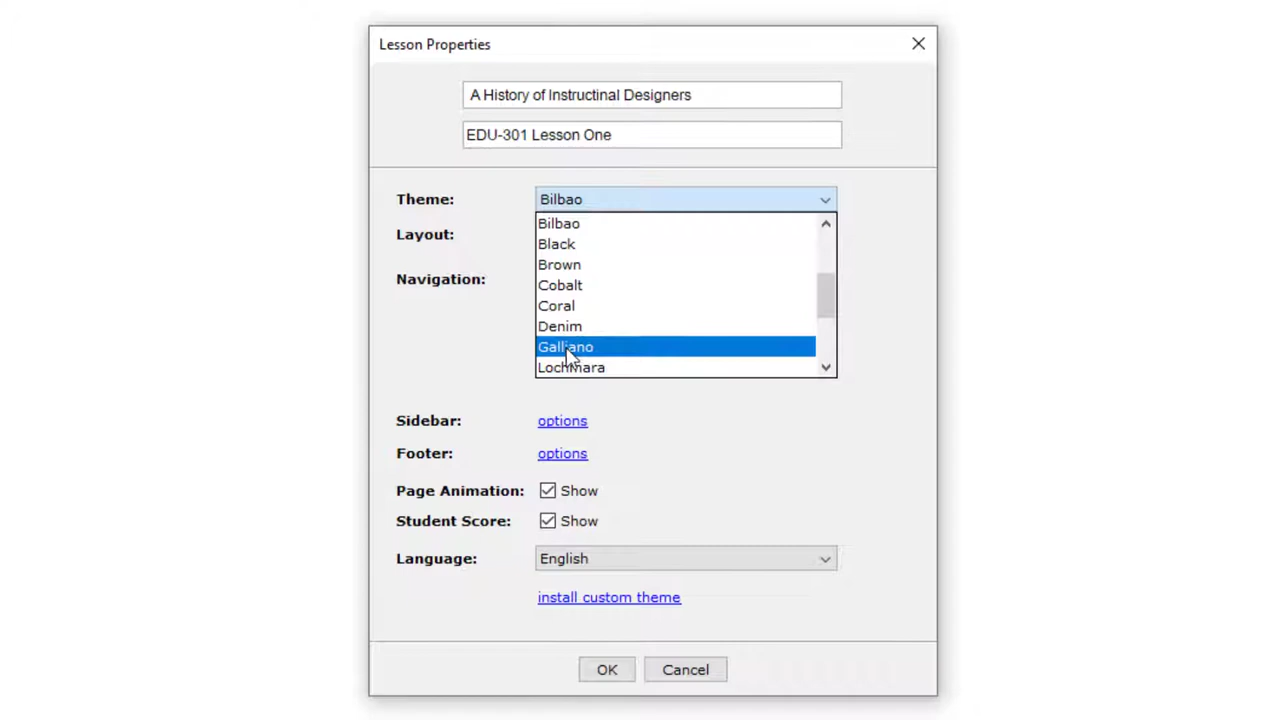 Lesson Properties
A History of Instructinal Designers
EDU-301 Lesson One
Theme: Bilbao
Bilbao
Black
Layout:
Brown
Navigation:
Cobalt
Coral
Denim
Galliano
Lochmara
Sidebar: options
Footer: options
Page Animation: Show
Student Score: Show
Language: English
install custom theme
OK Cancel